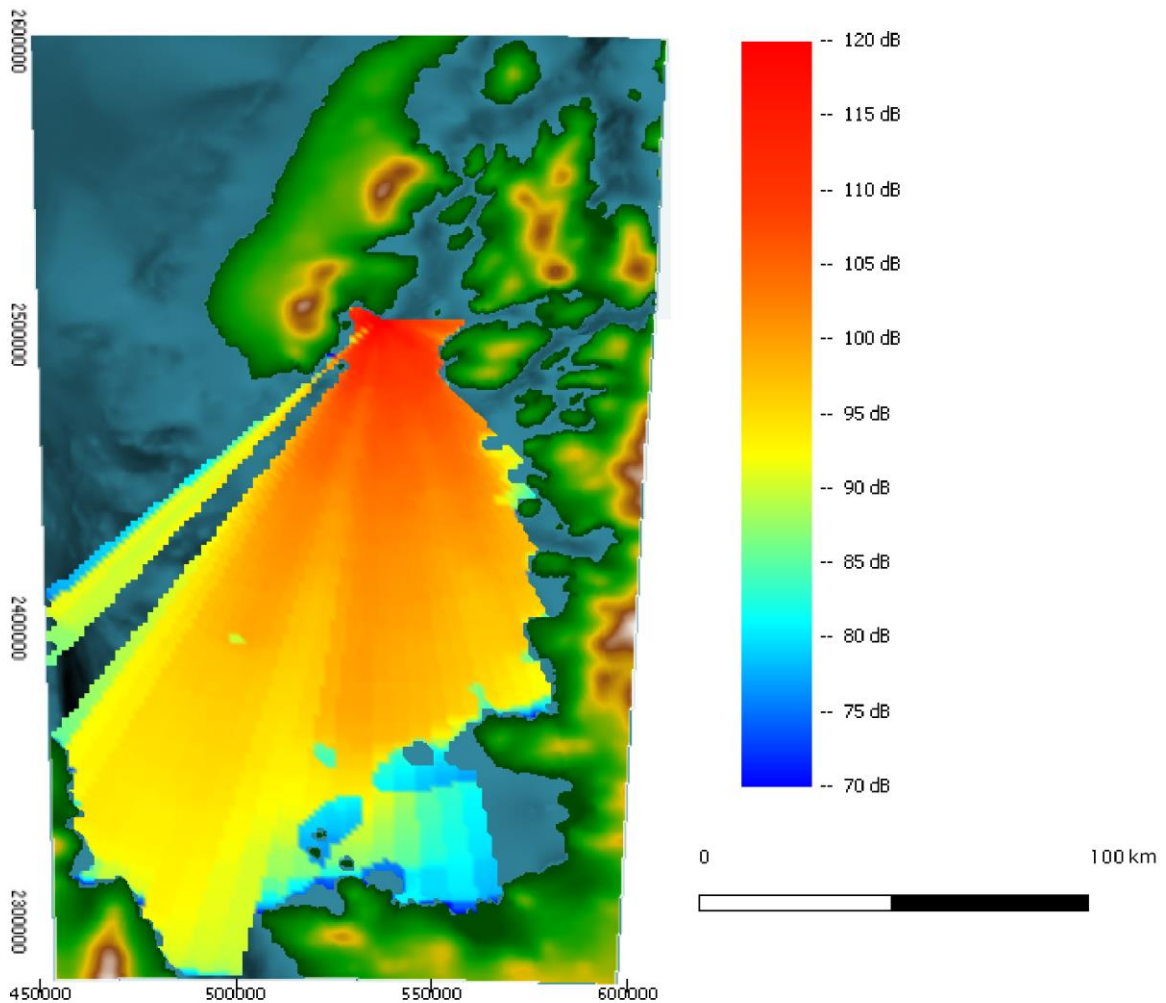 2600000
2500000
2400000
2300000
450000
500000
550000
600000
-- 120 dB
-- 115 dB
-- 110 dB
-- 105 dB
-- 100 dB
-- 95 dB
-- 90 dB
-- 85 dB
-- 80 dB
-- 75 dB
-- 70 dB
0 100 km